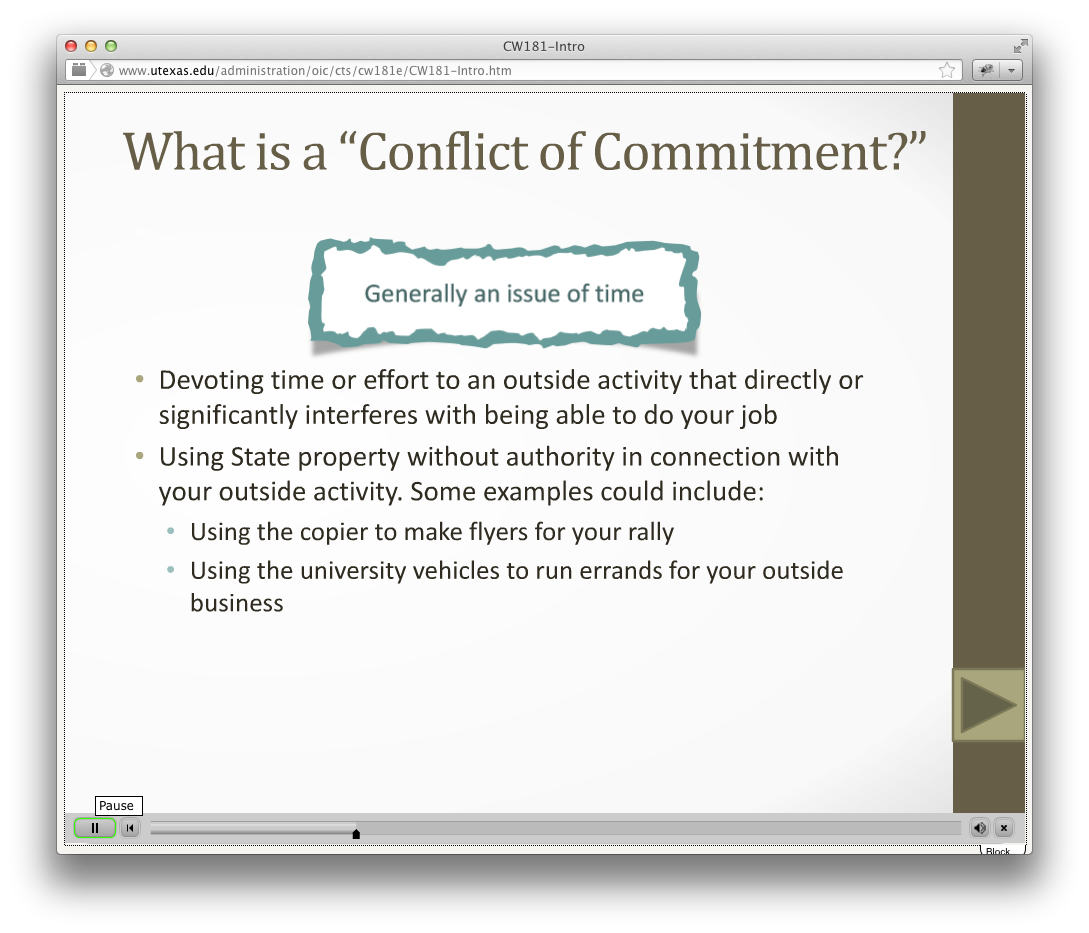 CW181-Intro
www.utexas.edu/administration/oic/cts/cw181e/CW181-Intro.htm
What is a “Conflict of Commitment?”
Generally an issue of time
• Devoting time or effort to an outside activity that directly or
significantly interferes with being able to do your job
• Using State property without authority in connection with
your outside activity. Some examples could include:
• Using the copier to make flyers for your rally
• Using the university vehicles to run errands for your outside
business
Pause
Block